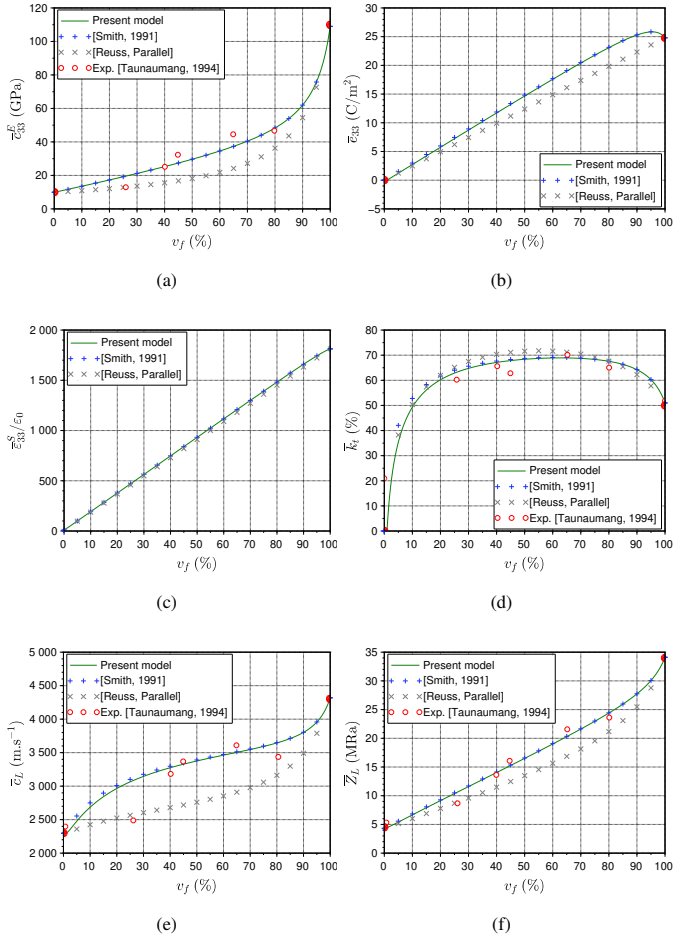 120
100
80
60
40
20
0
c̅ᴱ₃₃ (GPa)
Present model
[Smith, 1991]
[Reuss, Parallel]
Exp. [Taunaumang, 1994]
0 10 20 30 40 50 60 70 80 90 100
v_f (%)
(a)
30
25
20
15
10
5
0
−5
e̅₃₃ (C/m²)
Present model
[Smith, 1991]
[Reuss, Parallel]
0 10 20 30 40 50 60 70 80 90 100
v_f (%)
(b)
2 000
1 500
1 000
500
0
ε̅ˢ₃₃/ε₀
Present model
[Smith, 1991]
[Reuss, Parallel]
0 10 20 30 40 50 60 70 80 90 100
v_f (%)
(c)
80
70
60
50
40
30
20
10
0
k̅_t (%)
Present model
[Smith, 1991]
[Reuss, Parallel]
Exp. [Taunaumang, 1994]
0 10 20 30 40 50 60 70 80 90 100
v_f (%)
(d)
5 000
4 500
4 000
3 500
3 000
2 500
2 000
c̅_L (m.s⁻¹)
Present model
[Smith, 1991]
[Reuss, Parallel]
Exp. [Taunaumang, 1994]
0 10 20 30 40 50 60 70 80 90 100
v_f (%)
(e)
35
30
25
20
15
10
5
0
Z̅_L (MRa)
Present model
[Smith, 1991]
[Reuss, Parallel]
Exp. [Taunaumang, 1994]
0 10 20 30 40 50 60 70 80 90 100
v_f (%)
(f)